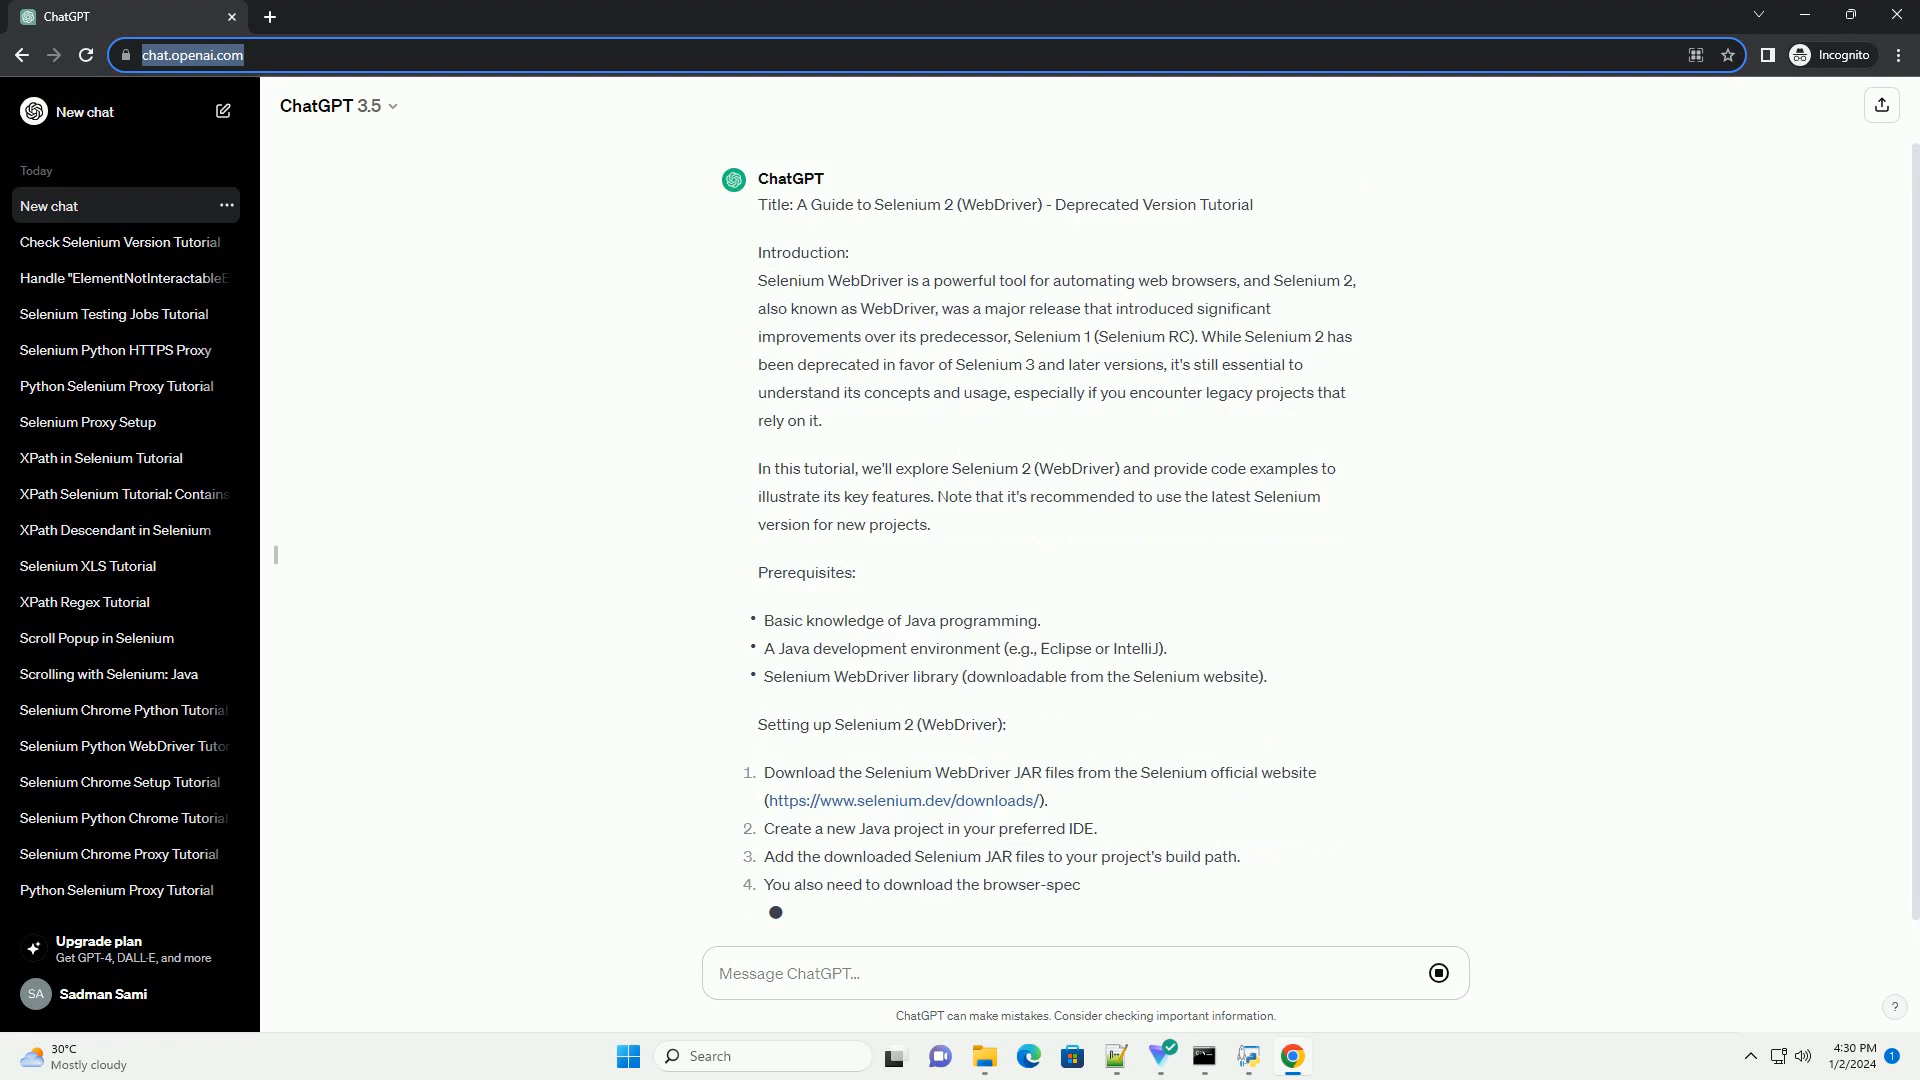 ChatGPT
chat.openai.com
Incognito
New chat
Today
New chat
Check Selenium Version Tutorial
Handle "ElementNotInteractableE
Selenium Testing Jobs Tutorial
Selenium Python HTTPS Proxy
Python Selenium Proxy Tutorial
Selenium Proxy Setup
XPath in Selenium Tutorial
XPath Selenium Tutorial: Contains
XPath Descendant in Selenium
Selenium XLS Tutorial
XPath Regex Tutorial
Scroll Popup in Selenium
Scrolling with Selenium: Java
Selenium Chrome Python Tutorial
Selenium Python WebDriver Tutor
Selenium Chrome Setup Tutorial
Selenium Python Chrome Tutorial
Selenium Chrome Proxy Tutorial
Python Selenium Proxy Tutorial
Upgrade plan
Get GPT-4, DALL·E, and more
SA
Sadman Sami
ChatGPT 3.5
ChatGPT
Title: A Guide to Selenium 2 (WebDriver) - Deprecated Version Tutorial
Introduction:
Selenium WebDriver is a powerful tool for automating web browsers, and Selenium 2,
also known as WebDriver, was a major release that introduced significant
improvements over its predecessor, Selenium 1 (Selenium RC). While Selenium 2 has
been deprecated in favor of Selenium 3 and later versions, it's still essential to
understand its concepts and usage, especially if you encounter legacy projects that
rely on it.
In this tutorial, we'll explore Selenium 2 (WebDriver) and provide code examples to
illustrate its key features. Note that it's recommended to use the latest Selenium
version for new projects.
Prerequisites:
• Basic knowledge of Java programming.
• A Java development environment (e.g., Eclipse or IntelliJ).
• Selenium WebDriver library (downloadable from the Selenium website).
Setting up Selenium 2 (WebDriver):
1. Download the Selenium WebDriver JAR files from the Selenium official website
(https://www.selenium.dev/downloads/).
2. Create a new Java project in your preferred IDE.
3. Add the downloaded Selenium JAR files to your project's build path.
4. You also need to download the browser-spec
Message ChatGPT...
ChatGPT can make mistakes. Consider checking important information.
?
30°C
Mostly cloudy
Search
4:30 PM
1/2/2024
1